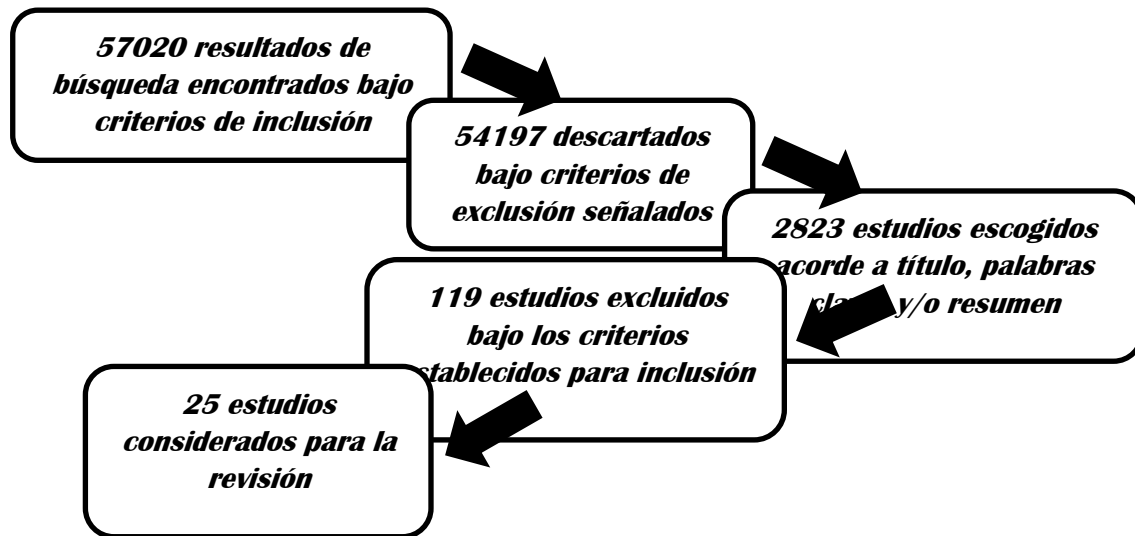 57020 resultados de
búsqueda encontrados bajo
criterios de inclusión
54197 descartados
bajo criterios de
exclusión señalados
2823 estudios escogidos
acorde a título, palabras
y/o resumen
119 estudios excluidos
bajo los criterios
establecidos para inclusión
25 estudios
considerados para la
revisión